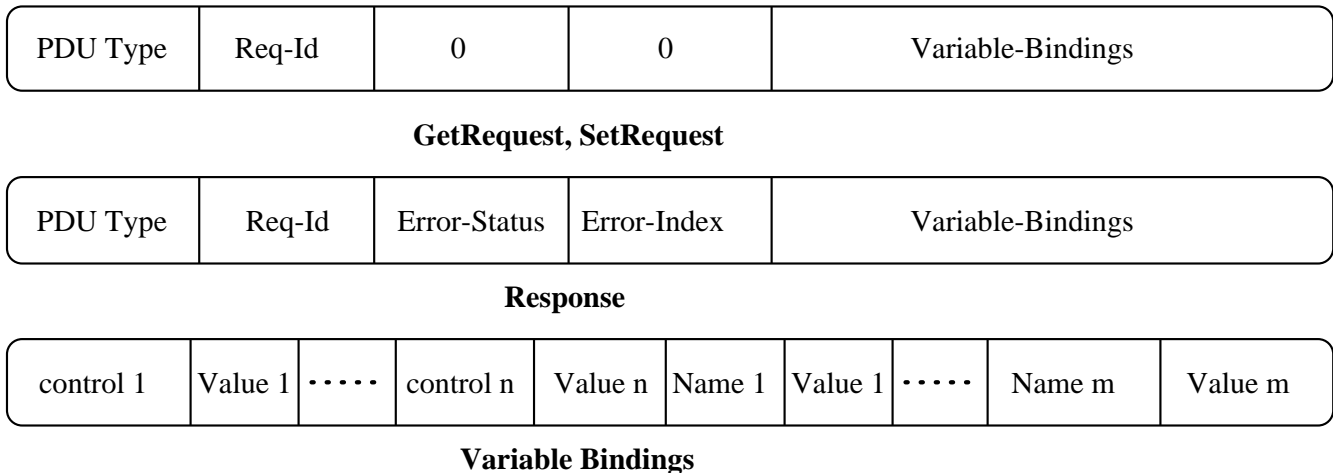 PDU Type Req-Id 0 0 Variable-Bindings
GetRequest, SetRequest
PDU Type Req-Id Error-Status Error-Index Variable-Bindings
Response
control 1 Value 1 ····· control n Value n Name 1 Value 1 ····· Name m Value m
Variable Bindings